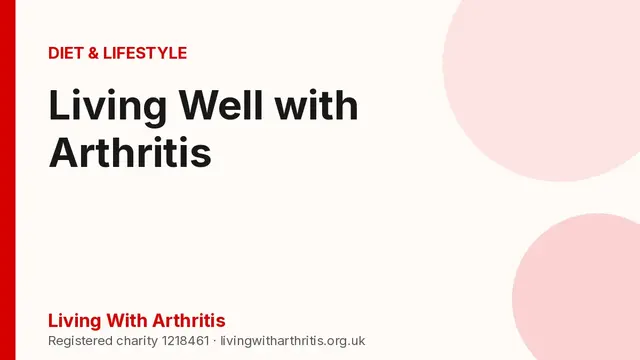 DIET & LIFESTYLE
Living Well with
Arthritis
Living With Arthritis
Registered charity 1218461 · livingwitharthritis.org.uk